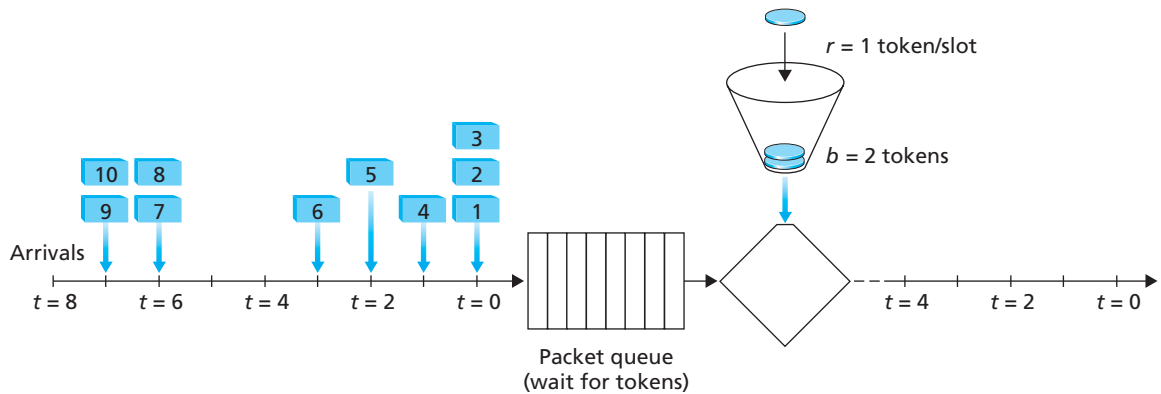 r = 1 token/slot
b = 2 tokens
3
10 8 5 2
9 7 6 4 1
Arrivals
t = 8 t = 6 t = 4 t = 2 t = 0 t = 4 t = 2 t = 0
Packet queue
(wait for tokens)